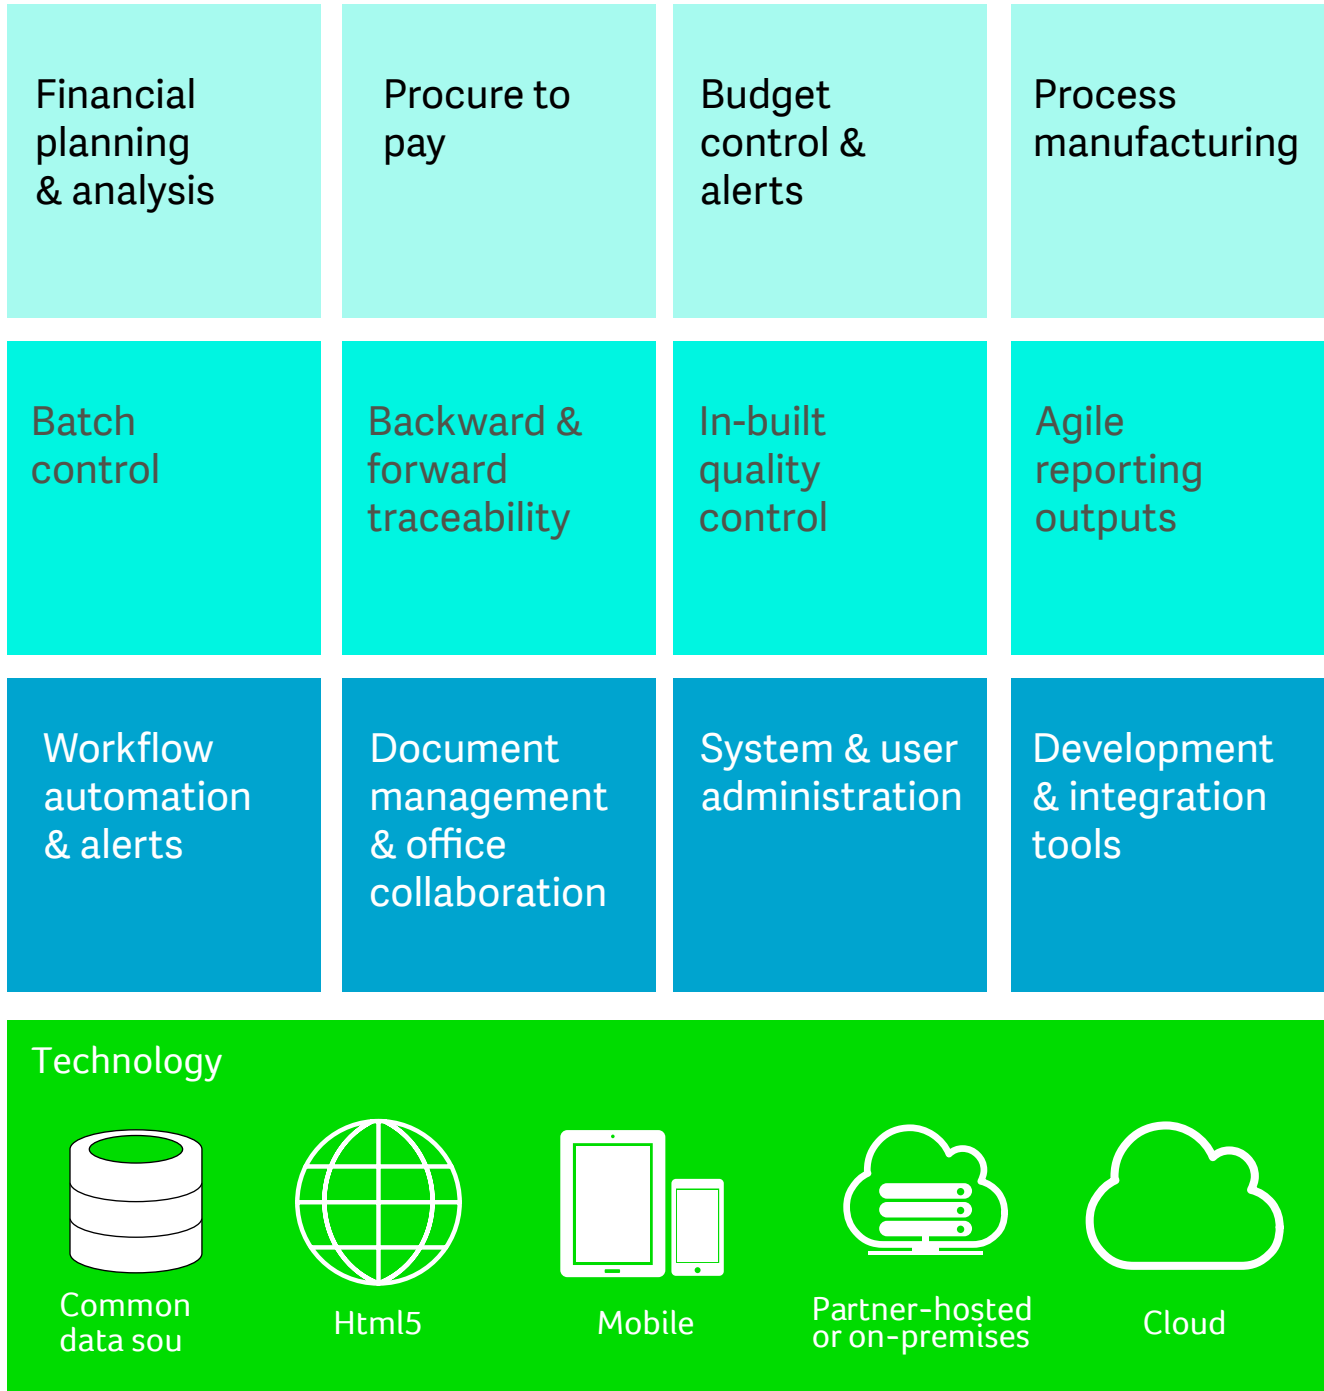 Financial
planning
& analysis
Procure to
pay
Budget
control &
alerts
Process
manufacturing
Batch
control
Backward &
forward
traceability
In-built
quality
control
Agile
reporting
outputs
Workflow
automation
& alerts
Document
management
& office
collaboration
System & user
administration
Development
& integration
tools
Technology
Common
data sou
Html5
Mobile
Partner-hosted
or on-premises
Cloud